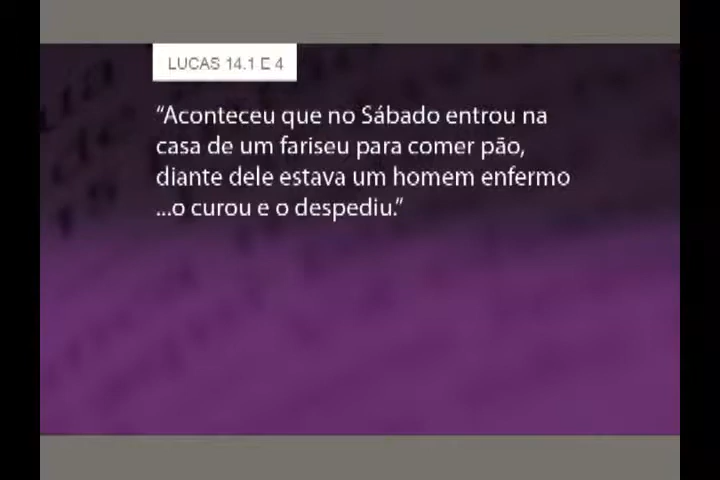 LUCAS 14.1 E 4
“Aconteceu que no Sábado entrou na
casa de um fariseu para comer pão,
diante dele estava um homem enfermo
...o curou e o despediu.”